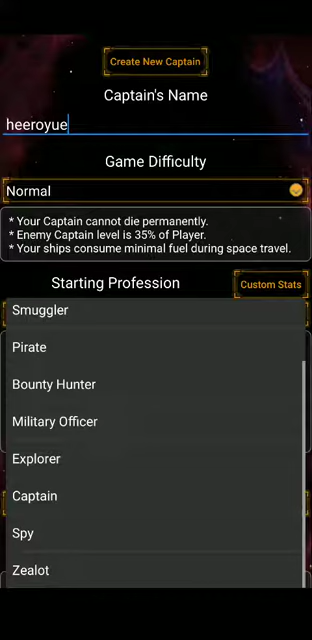 Create New Captain
Captain's Name
heeroyue
Game Difficulty
Normal
* Your Captain cannot die permanently.
* Enemy Captain level is 35% of Player.
* Your ships consume minimal fuel during space travel.
Starting Profession
Custom Stats
Smuggler
Pirate
Bounty Hunter
Military Officer
Explorer
Captain
Spy
Zealot